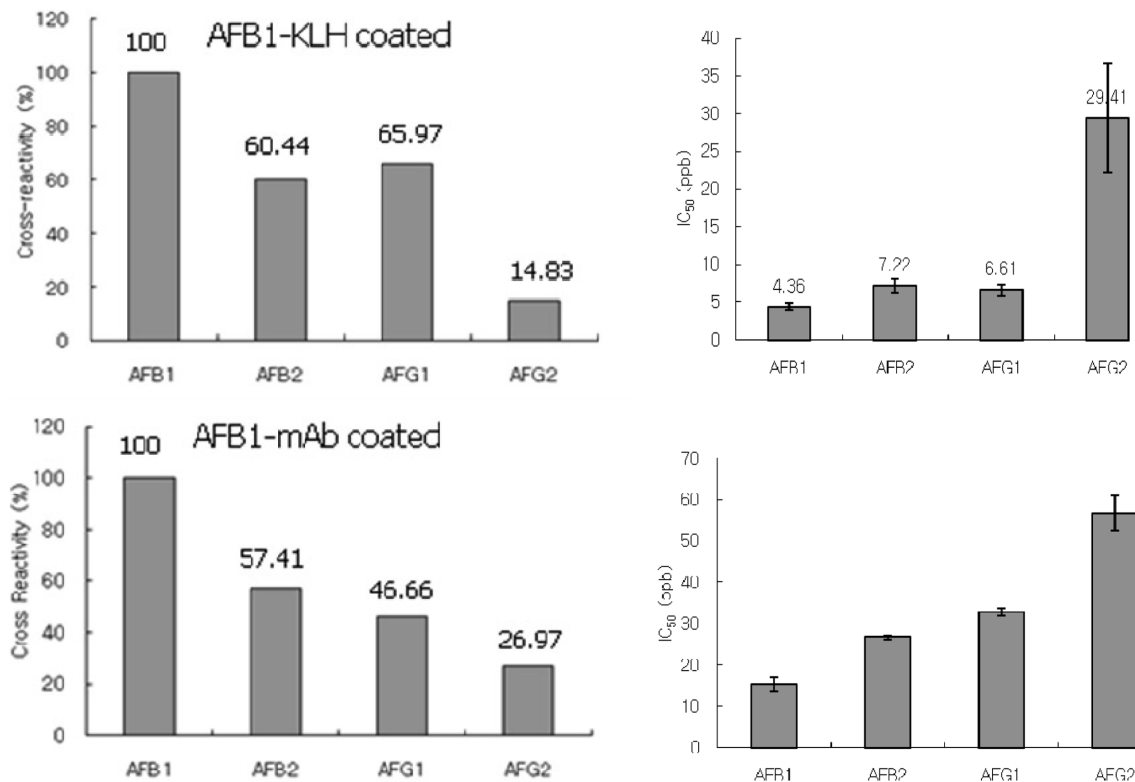 AFB1-KLH coated
Cross-reactivity (%)
120
100
80
60
40
20
0
100
60.44
65.97
14.83
AFB1
AFB2
AFG1
AFG2
IC50 (ppb)
40
35
30
25
20
15
10
5
0
4.36
7.22
6.61
29.41
AFB1
AFB2
AFG1
AFG2
AFB1-mAb coated
Cross Reactivity (%)
120
100
80
60
40
20
0
100
57.41
46.66
26.97
AFB1
AFB2
AFG1
AFG2
IC50 (ppb)
70
60
50
40
30
20
10
0
AFB1
AFB2
AFG1
AFG2